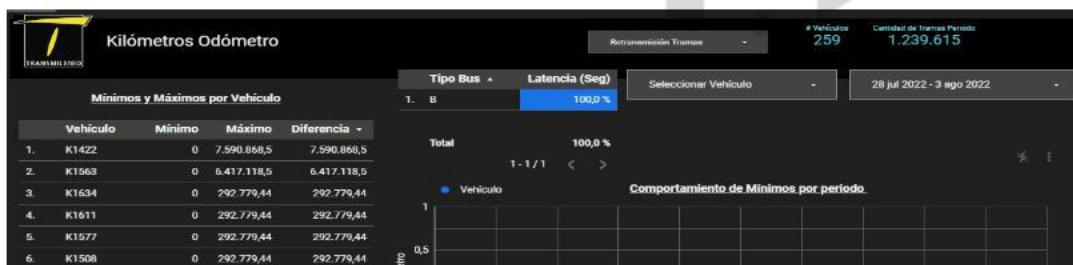 TRANSMILENIO
Kilómetros Odómetro
Retransmisión Tramas
# Vehículos
259
Cantidad de Tramas Periodo
1.239.615
Mínimos y Máximos por Vehículo
Vehículo Mínimo Máximo Diferencia
1. K1422 0 7.590.868,5 7.590.868,5
2. K1563 0 6.417.118,5 6.417.118,5
3. K1634 0 292.779,44 292.779,44
4. K1611 0 292.779,44 292.779,44
5. K1577 0 292.779,44 292.779,44
6. K1508 0 292.779,44 292.779,44
Tipo Bus Latencia (Seg)
1. B 100,0 %
Total 100,0 %
1 - 1 / 1 < >
Seleccionar Vehículo
28 jul 2022 - 3 ago 2022
Vehículo
Comportamiento de Mínimos por periodo
1
0,5